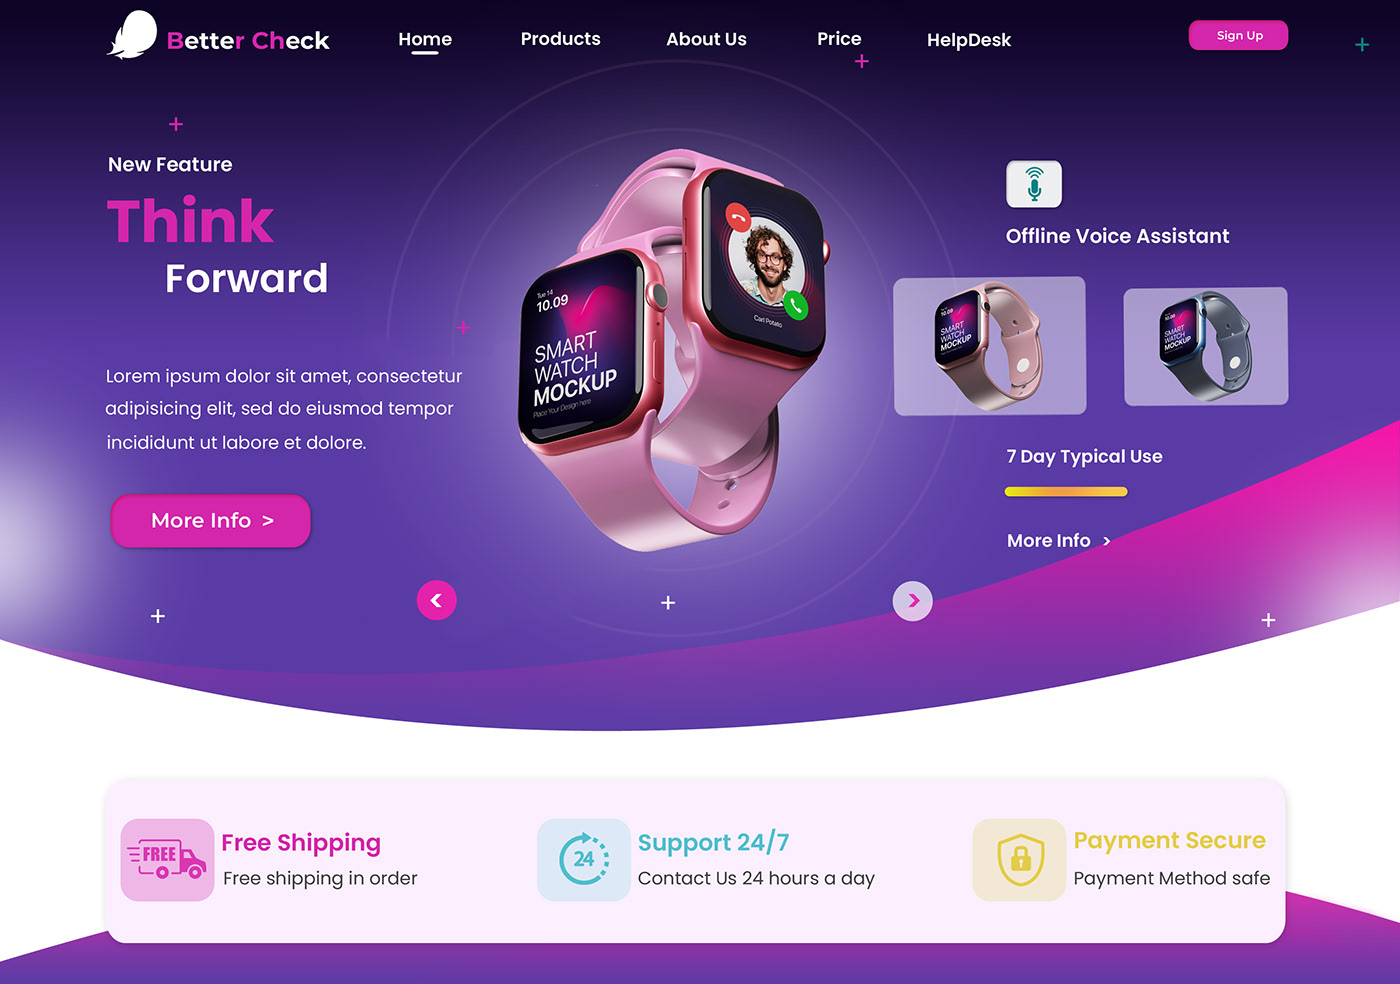 Better Check
Home
Products
About Us
Price
HelpDesk
Sign Up
New Feature
Think
Forward
Lorem ipsum dolor sit amet, consectetur
adipisicing elit, sed do eiusmod tempor
incididunt ut labore et dolore.
More Info >
Tue 14
10.09
SMART
WATCH
MOCKUP
Place Your Design here
Carl Potato
Offline Voice Assistant
10.09
SMART
WATCH
MOCKUP
10.09
SMART
WATCH
MOCKUP
7 Day Typical Use
More Info >
FREE
Free Shipping
Free shipping in order
24
Support 24/7
Contact Us 24 hours a day
Payment Secure
Payment Method safe